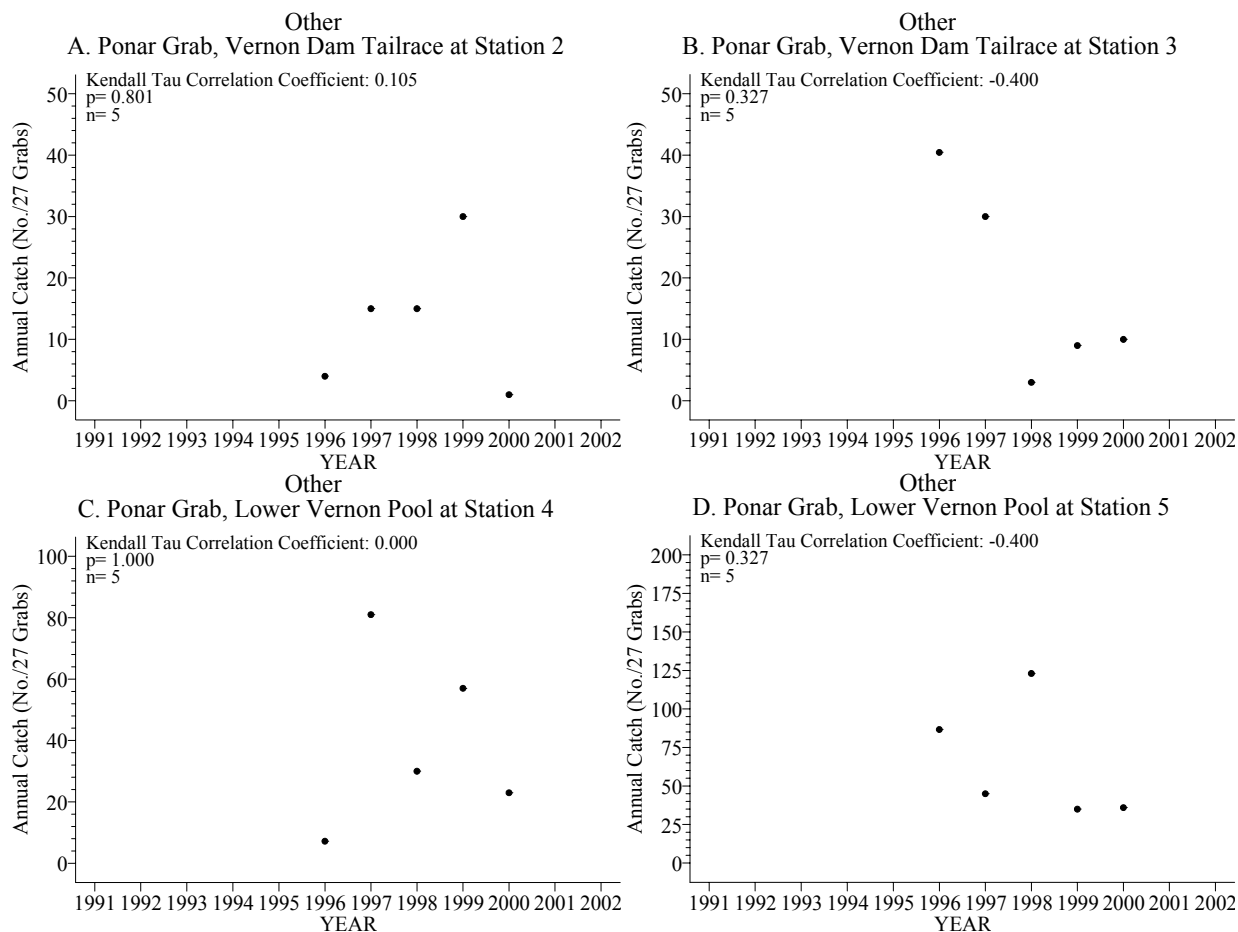 Other
A. Ponar Grab, Vernon Dam Tailrace at Station 2
Kendall Tau Correlation Coefficient: 0.105
p= 0.801
n= 5
Annual Catch (No./27 Grabs)
50
40
30
20
10
0
1991 1992 1993 1994 1995 1996 1997 1998 1999 2000 2001 2002
YEAR
Other
B. Ponar Grab, Vernon Dam Tailrace at Station 3
Kendall Tau Correlation Coefficient: -0.400
p= 0.327
n= 5
Annual Catch (No./27 Grabs)
50
40
30
20
10
0
1991 1992 1993 1994 1995 1996 1997 1998 1999 2000 2001 2002
YEAR
Other
C. Ponar Grab, Lower Vernon Pool at Station 4
Kendall Tau Correlation Coefficient: 0.000
p= 1.000
n= 5
Annual Catch (No./27 Grabs)
100
80
60
40
20
0
1991 1992 1993 1994 1995 1996 1997 1998 1999 2000 2001 2002
YEAR
Other
D. Ponar Grab, Lower Vernon Pool at Station 5
Kendall Tau Correlation Coefficient: -0.400
p= 0.327
n= 5
Annual Catch (No./27 Grabs)
200
175
150
125
100
75
50
25
0
1991 1992 1993 1994 1995 1996 1997 1998 1999 2000 2001 2002
YEAR